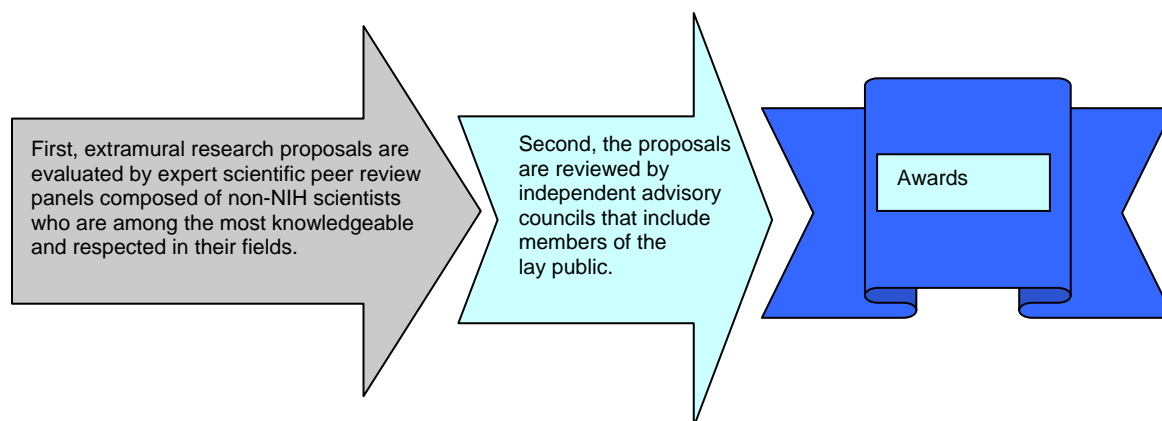 First, extramural research proposals are
evaluated by expert scientific peer review
panels composed of non-NIH scientists
who are among the most knowledgeable
and respected in their fields.
Second, the proposals
are reviewed by
independent advisory
councils that include
members of the
lay public.
Awards